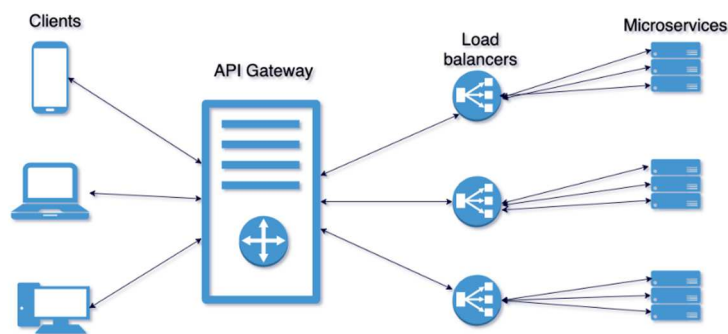 Clients
API Gateway
Load
balancers
Microservices